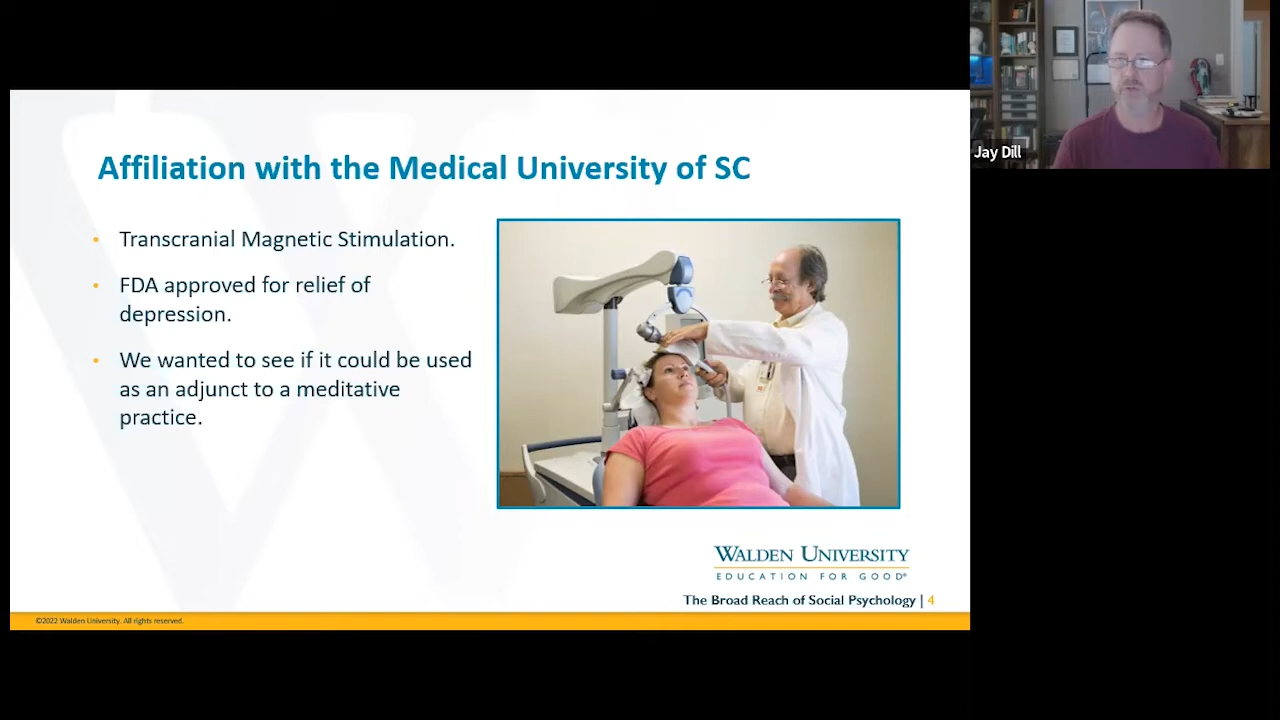 Jay Dill
Affiliation with the Medical University of SC
Transcranial Magnetic Stimulation.
FDA approved for relief of
depression.
We wanted to see if it could be used
as an adjunct to a meditative
practice.
WALDEN UNIVERSITY
EDUCATION FOR GOOD®
The Broad Reach of Social Psychology | 4
©2022 Walden University. All rights reserved.